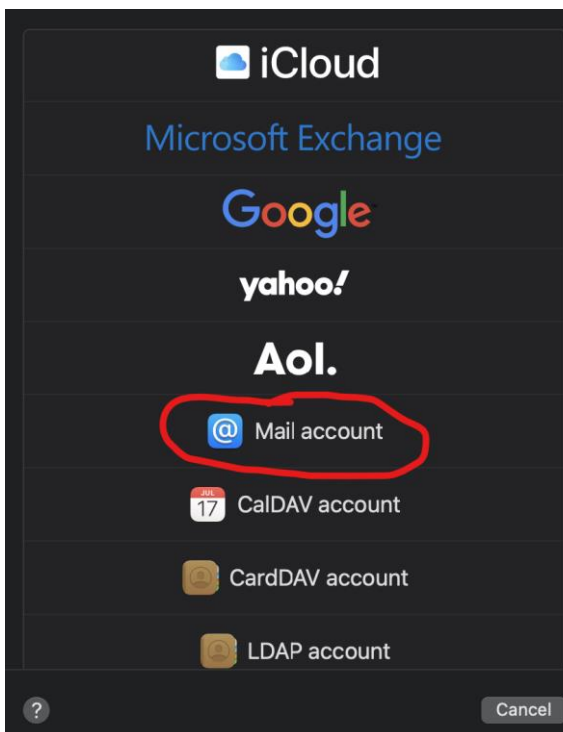 iCloud
Microsoft Exchange
Google
yahoo!
Aol.
@ Mail account
JUL
17 CalDAV account
CardDAV account
LDAP account
? Cancel